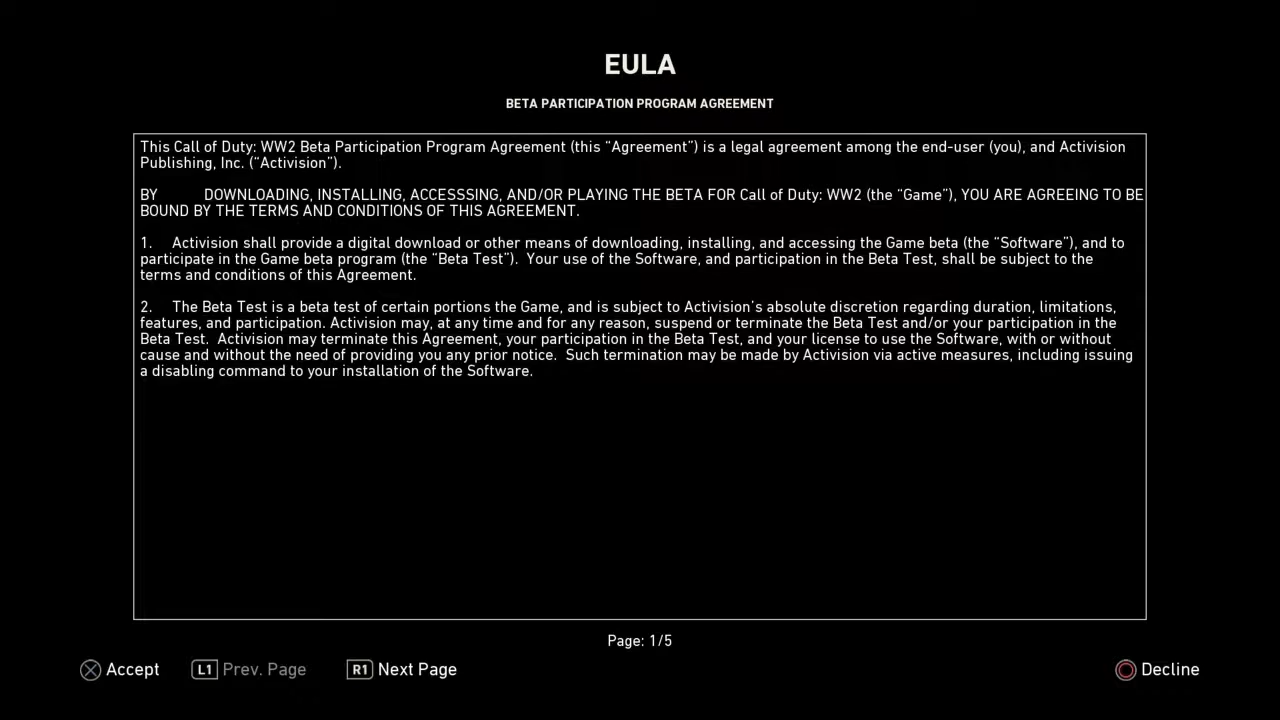 EULA
BETA PARTICIPATION PROGRAM AGREEMENT
This Call of Duty: WW2 Beta Participation Program Agreement (this “Agreement”) is a legal agreement among the end-user (you), and Activision
Publishing, Inc. (“Activision”).
BY DOWNLOADING, INSTALLING, ACCESSSING, AND/OR PLAYING THE BETA FOR Call of Duty: WW2 (the “Game”), YOU ARE AGREEING TO BE
BOUND BY THE TERMS AND CONDITIONS OF THIS AGREEMENT.
1. Activision shall provide a digital download or other means of downloading, installing, and accessing the Game beta (the “Software”), and to
participate in the Game beta program (the “Beta Test”). Your use of the Software, and participation in the Beta Test, shall be subject to the
terms and conditions of this Agreement.
2. The Beta Test is a beta test of certain portions the Game, and is subject to Activision's absolute discretion regarding duration, limitations,
features, and participation. Activision may, at any time and for any reason, suspend or terminate the Beta Test and/or your participation in the
Beta Test. Activision may terminate this Agreement, your participation in the Beta Test, and your license to use the Software, with or without
cause and without the need of providing you any prior notice. Such termination may be made by Activision via active measures, including issuing
a disabling command to your installation of the Software.
Page: 1/5
Accept L1 Prev. Page R1 Next Page Decline